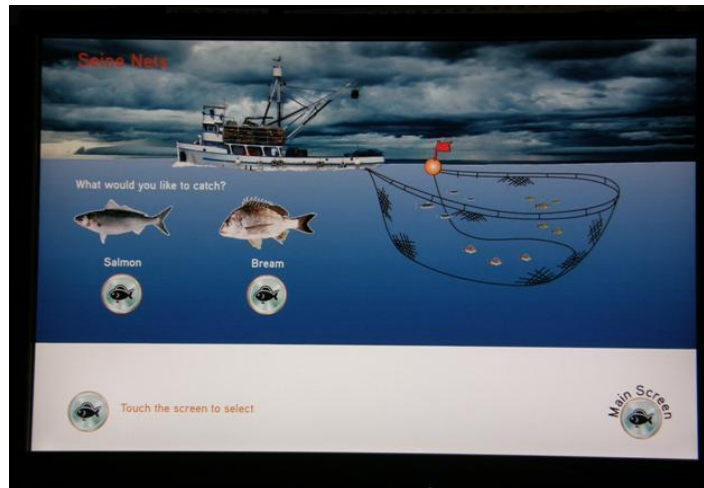 Seine Nets
What would you like to catch?
Salmon
Bream
Touch the screen to select
Main Screen